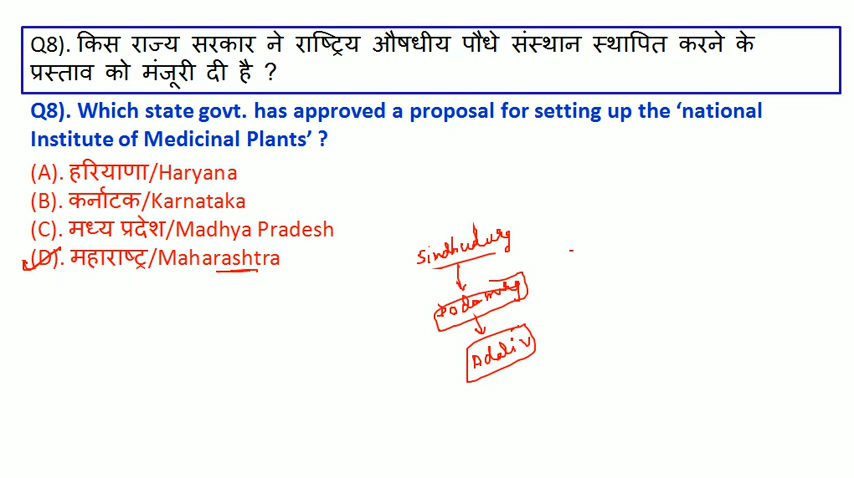 Q8). किस राज्य सरकार ने राष्ट्रिय औषधीय पौधे संस्थान स्थापित करने के
प्रस्ताव को मंजूरी दी है ?
Q8). Which state govt. has approved a proposal for setting up the ‘national
Institute of Medicinal Plants’ ?
(A). हरियाणा/Haryana
(B). कर्नाटक/Karnataka
(C). मध्य प्रदेश/Madhya Pradesh
(D). महाराष्ट्र/Maharashtra
Sindhudurg
Adaliv